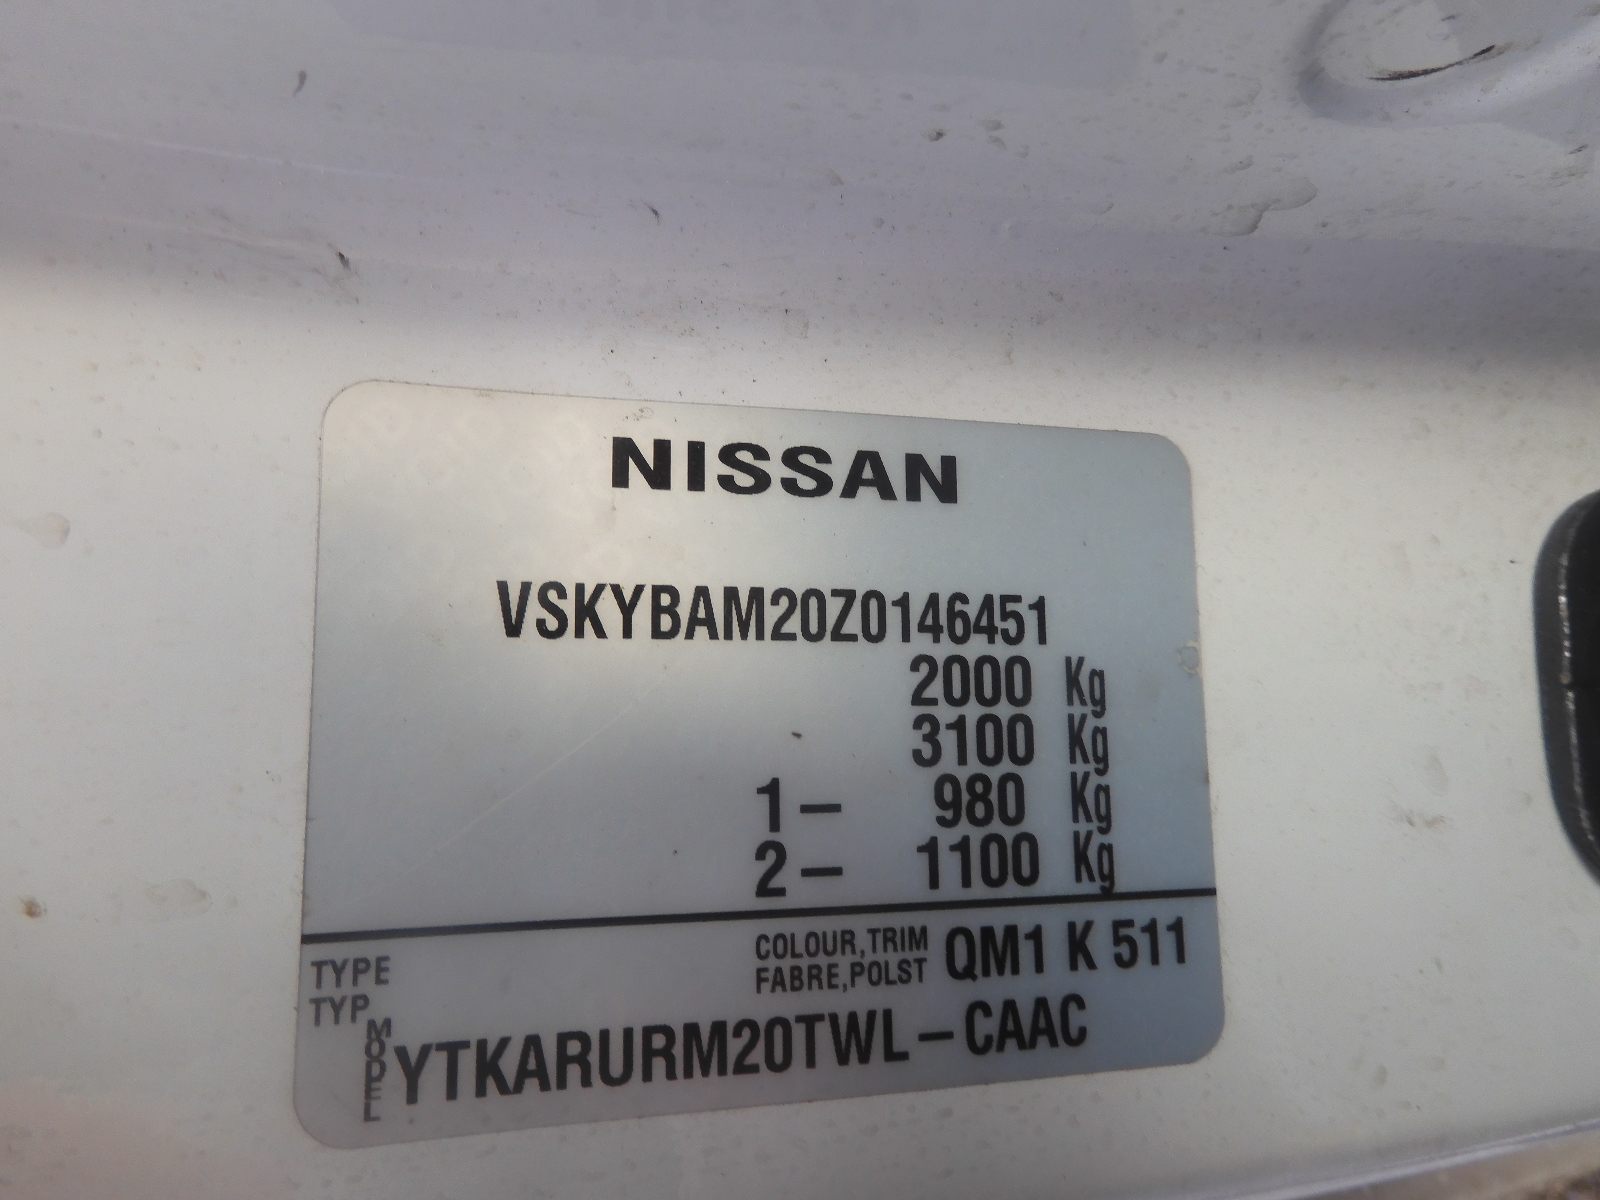 NISSAN
VSKYBAM20Z0146451
2000 Kg
3100 Kg
1- 980 Kg
2- 1100 Kg
TYPE
TYP
COLOUR,TRIM
FABRE,POLST
QM1 K 511
MODEL
YTKARURM20TWL-CAAC